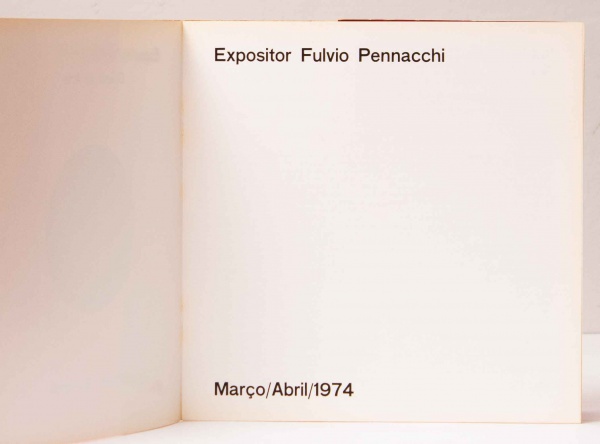 Expositor Fulvio Pennacchi
Março/Abril/1974